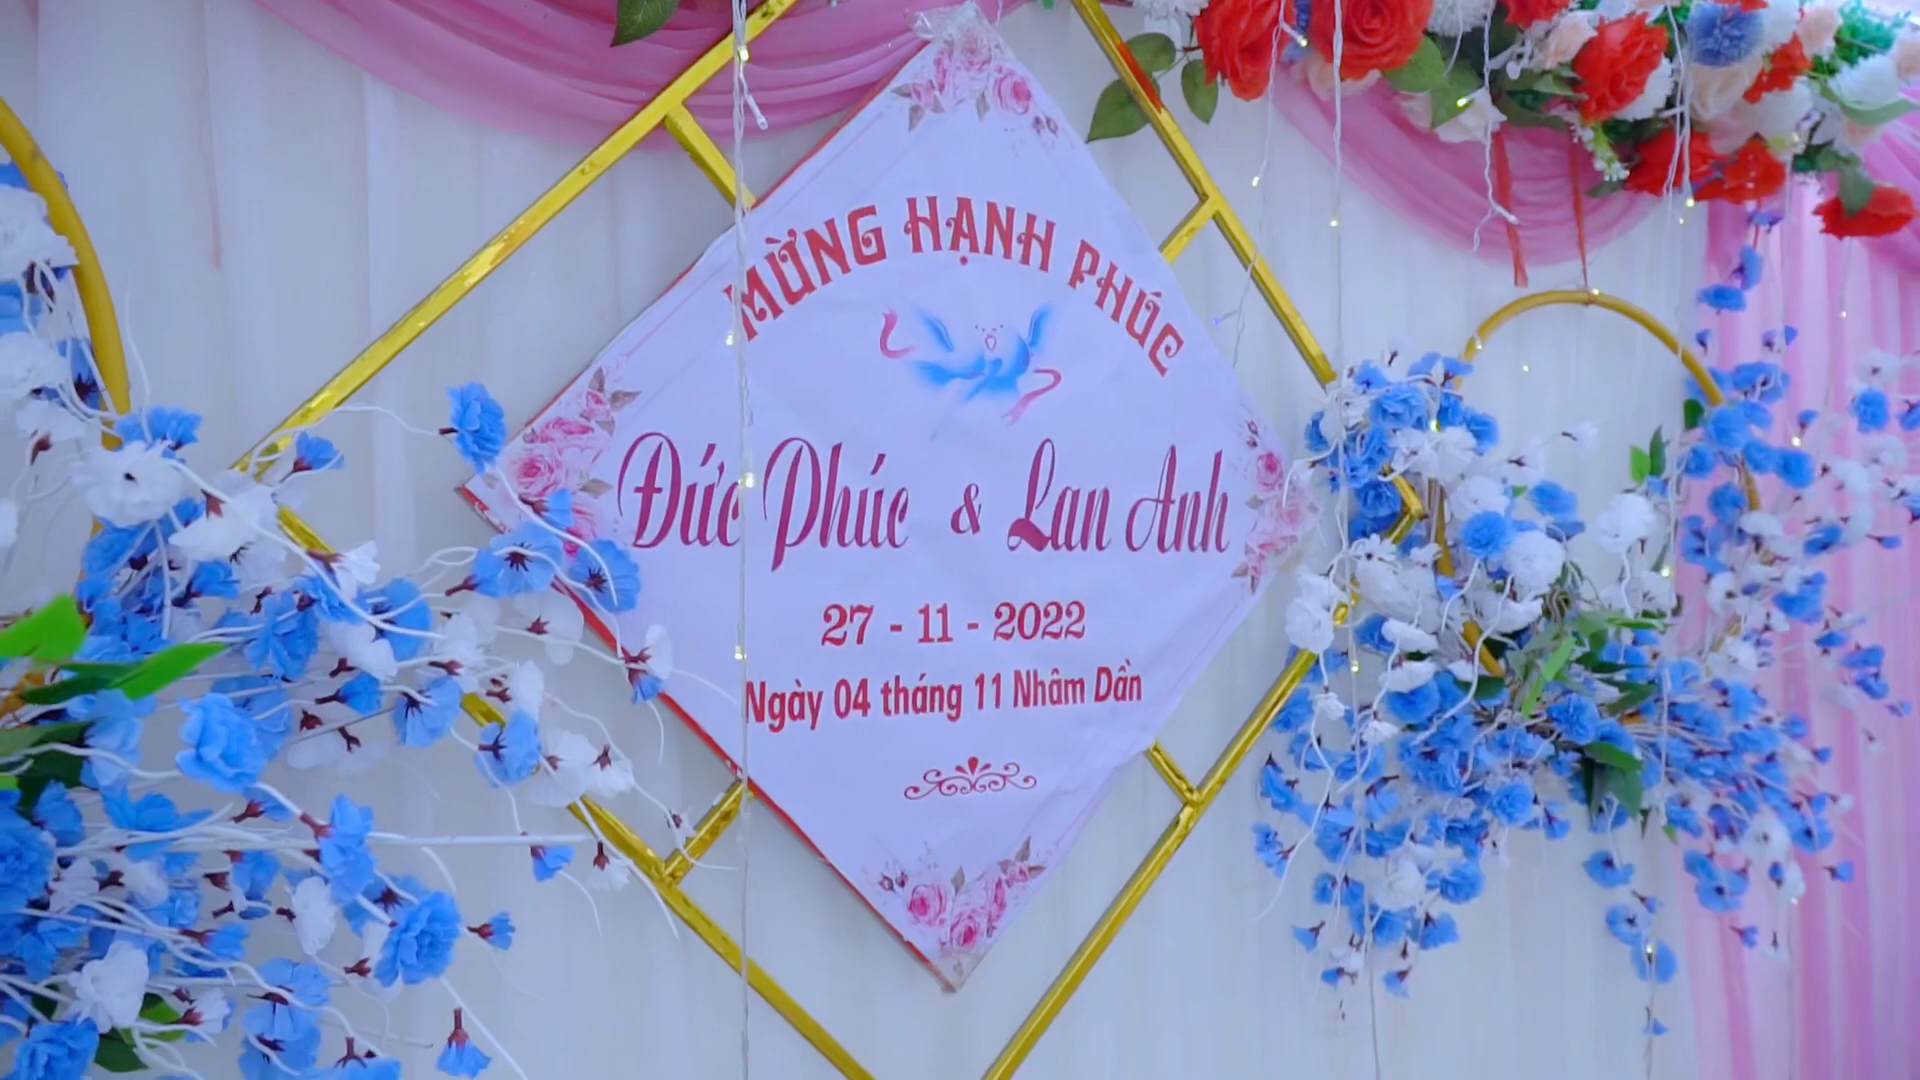 MỪNG HẠNH PHÚC
Đức Phúc & Lan Anh
27 - 11 - 2022
Ngày 04 tháng 11 Nhâm Dần